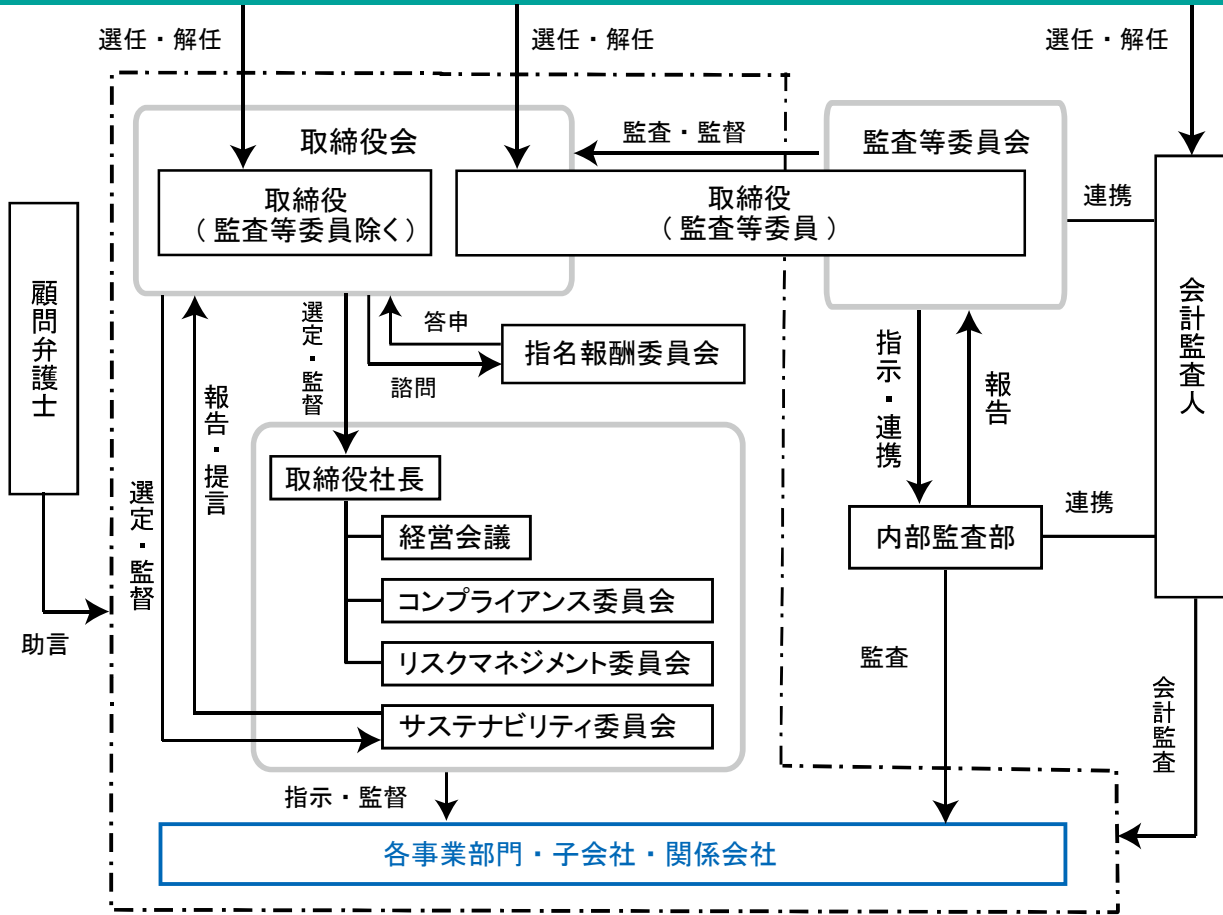 選任・解任
選任・解任
選任・解任
取締役会
監査・監督
監査等委員会
取締役
（監査等委員除く）
取締役
（監査等委員）
連携
顧問弁護士
会計監査人
選定・監督
答申
指名報酬委員会
諮問
指示・連携
報告
報告・提言
選定・監督
取締役社長
経営会議
コンプライアンス委員会
リスクマネジメント委員会
サステナビリティ委員会
内部監査部
連携
助言
監査
会計監査
指示・監督
各事業部門・子会社・関係会社